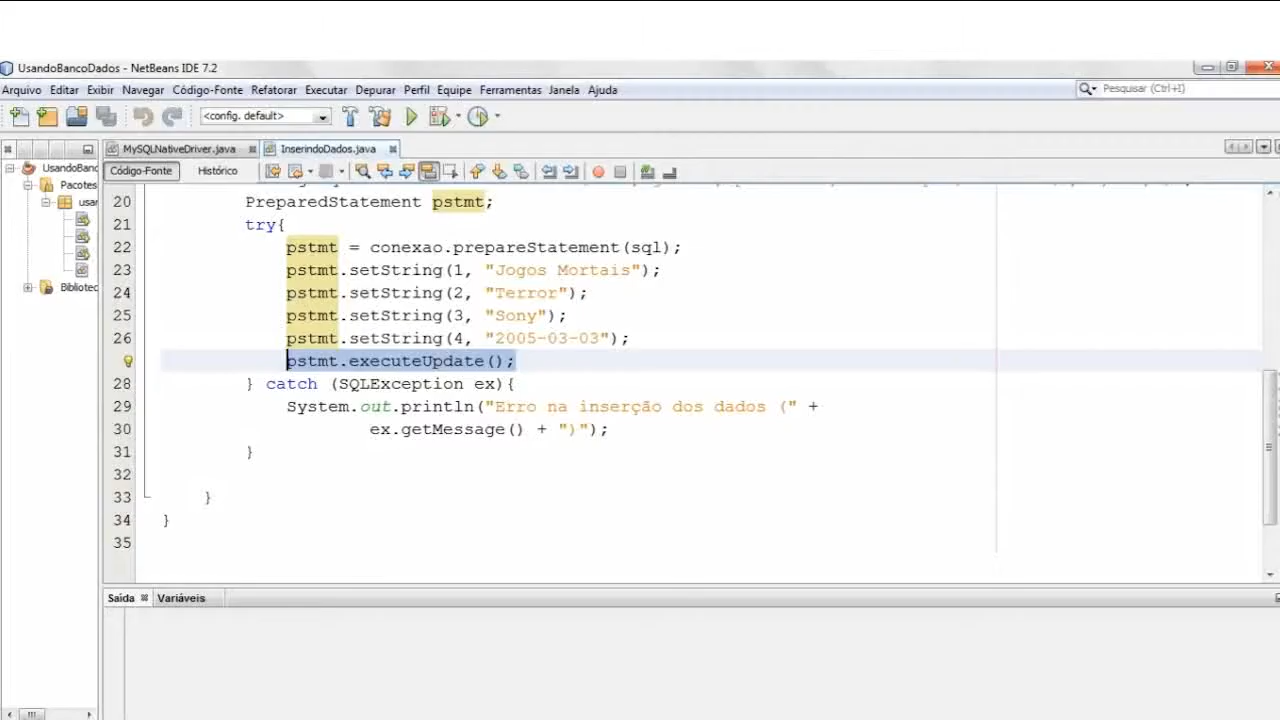 UsandoBancoDados - NetBeans IDE 7.2
Arquivo Editar Exibir Navegar Código-Fonte Refatorar Executar Depurar Perfil Equipe Ferramentas Janela Ajuda
Pesquisar (Ctrl+I)
<config. default>
MySQLNativeDriver.java InserindoDados.java
Código-Fonte Histórico
UsandoBanc
Pacotes
usar
Bibliotec
20 PreparedStatement pstmt;
21 try{
22 pstmt = conexao.prepareStatement(sql);
23 pstmt.setString(1, "Jogos Mortais");
24 pstmt.setString(2, "Terror");
25 pstmt.setString(3, "Sony");
26 pstmt.setString(4, "2005-03-03");
pstmt.executeUpdate();
28 } catch (SQLException ex){
29 System.out.println("Erro na inserção dos dados (" +
30 ex.getMessage() + ")");
31 }
32
33 }
34 }
35
Saída Variáveis